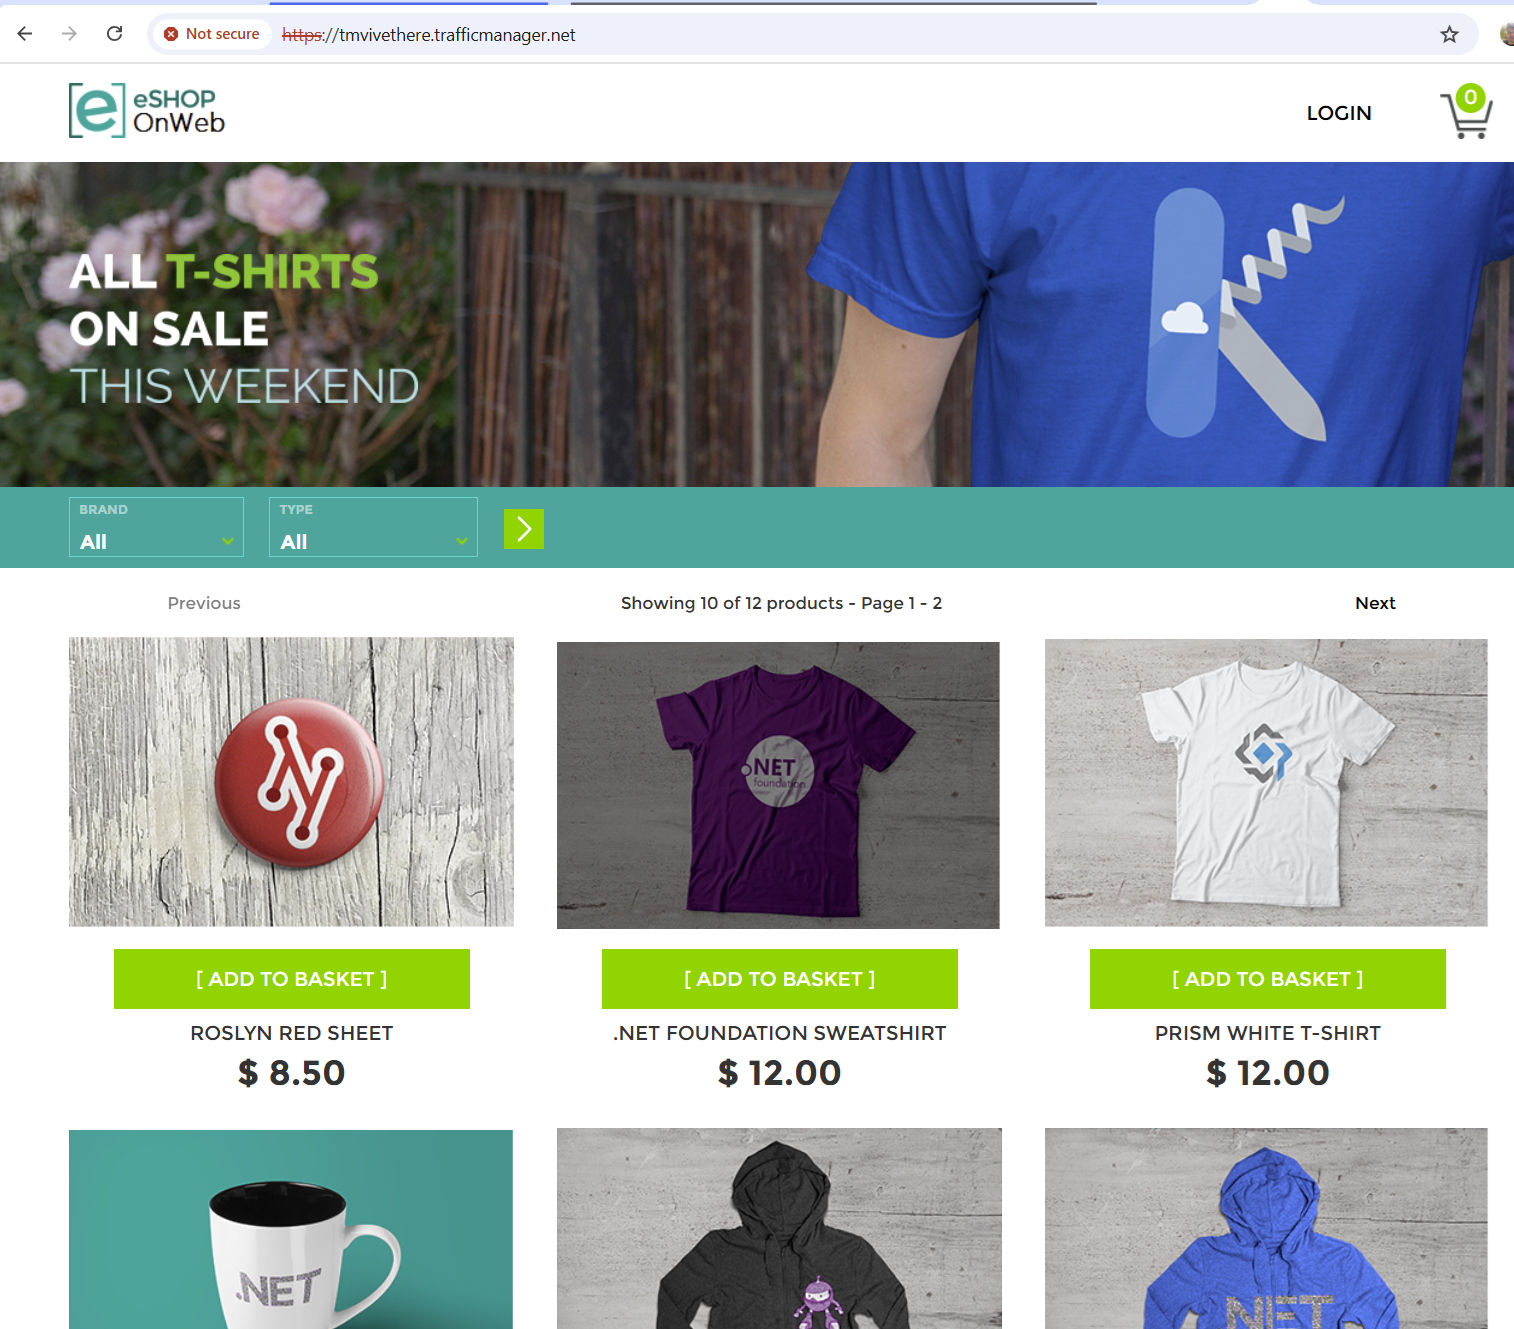 Not secure https://tmvivethere.trafficmanager.net
eSHOP
OnWeb
LOGIN
0
ALL T-SHIRTS
ON SALE
THIS WEEKEND
BRAND
All
TYPE
All
Previous
Showing 10 of 12 products - Page 1 - 2
Next
.NET
foundation
[ ADD TO BASKET ]
[ ADD TO BASKET ]
[ ADD TO BASKET ]
ROSLYN RED SHEET
.NET FOUNDATION SWEATSHIRT
PRISM WHITE T-SHIRT
$ 8.50
$ 12.00
$ 12.00
.NET
.NET